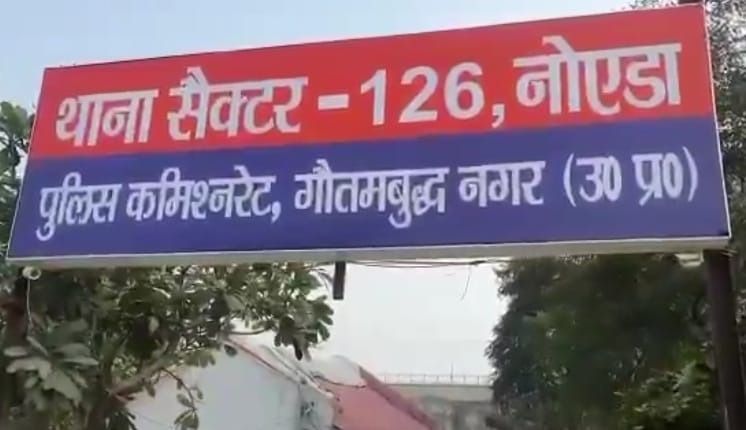 थाना सैक्टर -126, नोएडा
पुलिस कमिश्नरेट, गौतमबुद्ध नगर (उ0 प्र0)